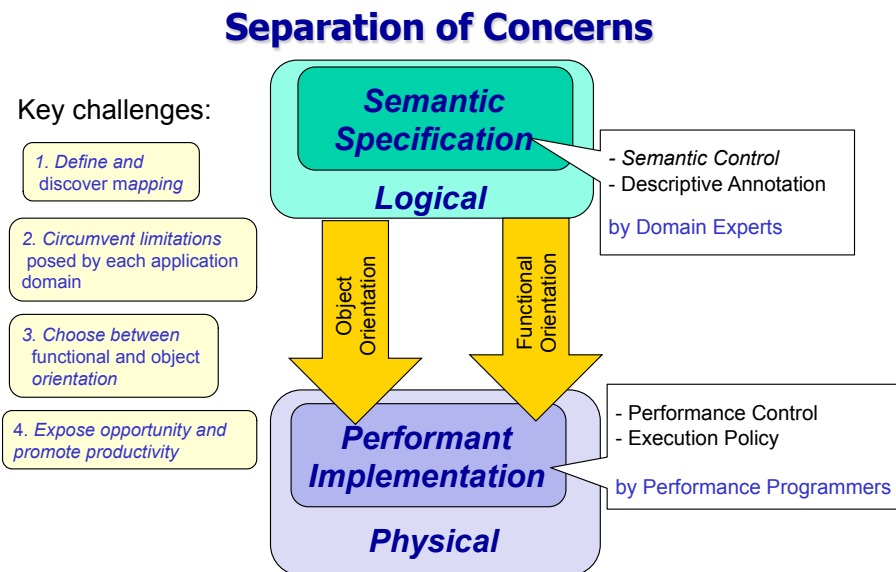 Separation of Concerns
Key challenges:
1. Define and
discover mapping
2. Circumvent limitations
posed by each application
domain
3. Choose between
functional and object
orientation
4. Expose opportunity and
promote productivity
Semantic
Specification
Logical
- Semantic Control
- Descriptive Annotation
by Domain Experts
Object
Orientation
Functional
Orientation
Performant
Implementation
Physical
- Performance Control
- Execution Policy
by Performance Programmers